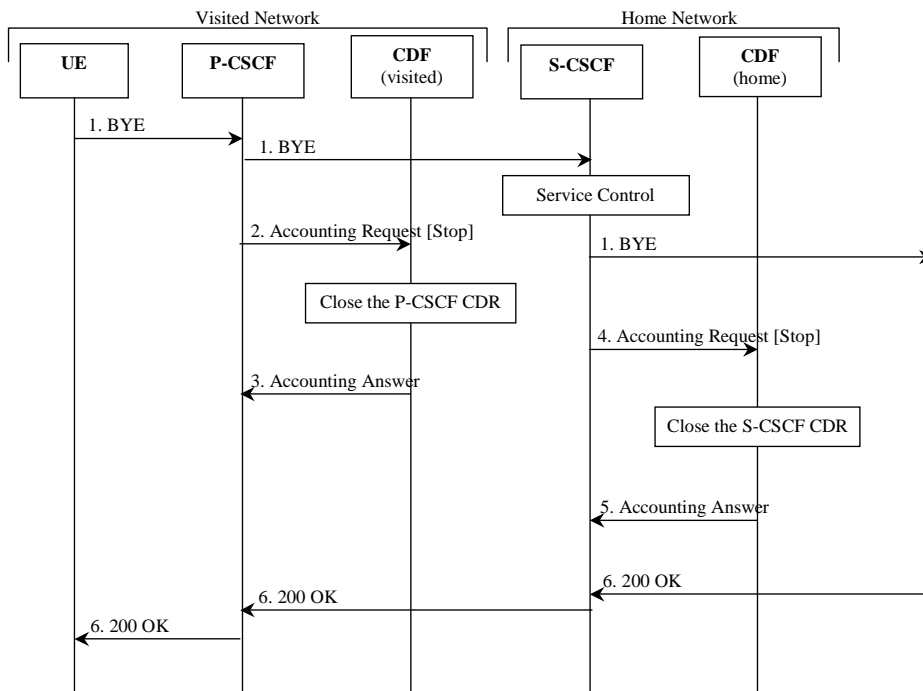 Visited Network
Home Network
UE
P-CSCF
CDF
(visited)
S-CSCF
CDF
(home)
1. BYE
1. BYE
Service Control
2. Accounting Request [Stop]
1. BYE
Close the P-CSCF CDR
4. Accounting Request [Stop]
3. Accounting Answer
Close the S-CSCF CDR
5. Accounting Answer
6. 200 OK
6. 200 OK
6. 200 OK